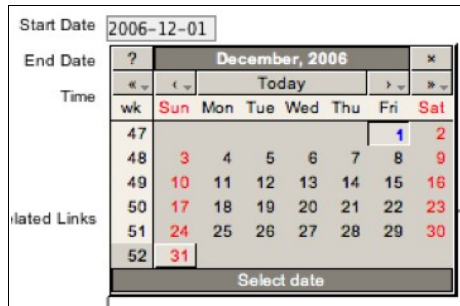 Start Date 2006-12-01
End Date ? December, 2006 ×
Time « ‹ Today › »
wk Sun Mon Tue Wed Thu Fri Sat
47 1 2
48 3 4 5 6 7 8 9
49 10 11 12 13 14 15 16
50 17 18 19 20 21 22 23
lated Links
51 24 25 26 27 28 29 30
52 31
Select date